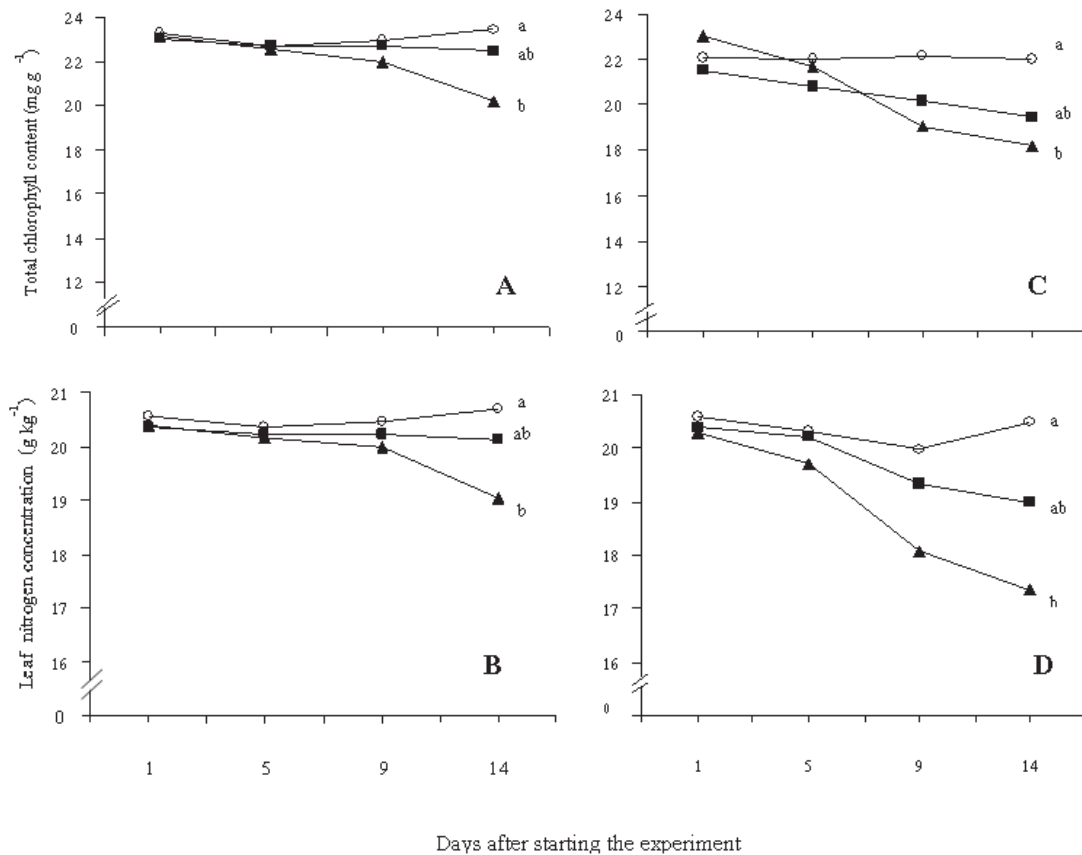 Total chlorophyll content (mg g⁻¹)
24
22
20
18
16
14
12
0
a
ab
b
A
24
22
20
18
16
14
12
0
a
ab
b
C
Leaf nitrogen concentration (g kg⁻¹)
21
20
19
18
17
16
0
a
ab
b
B
1
5
9
14
21
20
19
18
17
16
0
a
ab
b
D
1
5
9
14
Days after starting the experiment